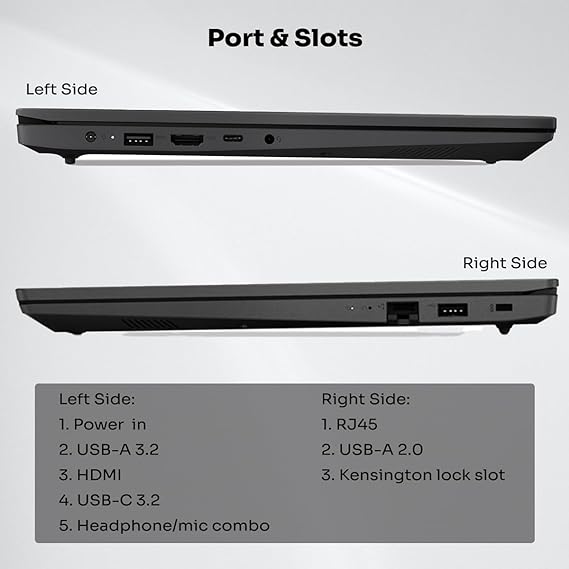 Port & Slots
Left Side
Right Side
Left Side:
1. Power in
2. USB-A 3.2
3. HDMI
4. USB-C 3.2
5. Headphone/mic combo
Right Side:
1. RJ45
2. USB-A 2.0
3. Kensington lock slot